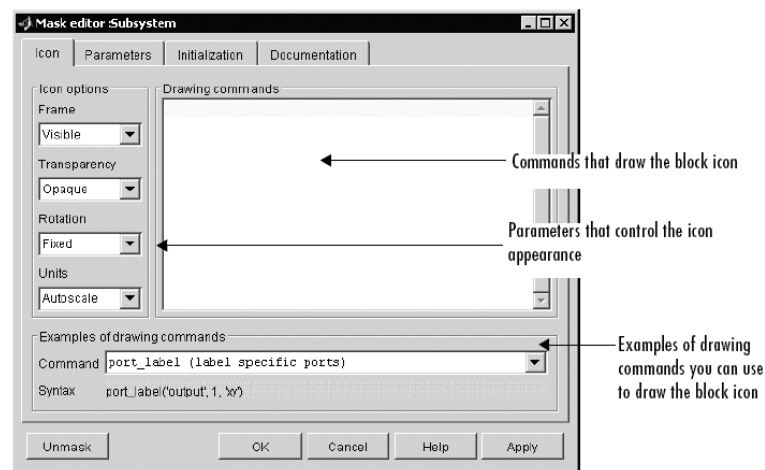 Mask editor:Subsystem
Icon Parameters Initialization Documentation
Icon options
Frame
Visible
Transparency
Opaque
Rotation
Fixed
Units
Autoscale
Drawing commands
Commands that draw the block icon
Parameters that control the icon
appearance
Examples of drawing commands
Command port_label (label specific ports)
Syntax port_label('output', 1, 'xy')
Examples of drawing
commands you can use
to draw the block icon
Unmask OK Cancel Help Apply